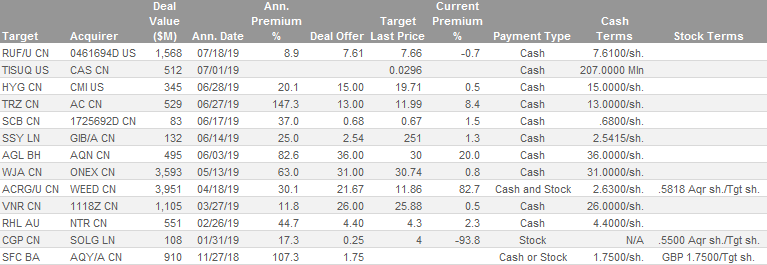 Target Acquirer Deal Value ($M) Ann. Date Ann. Premium % Deal Offer Target Last Price Current Premium % Payment Type Cash Terms Stock Terms
RUF/U CN 0461694D US 1,568 07/18/19 8.9 7.61 7.66 -0.7 Cash 7.6100/sh.
TISUQ US CAS CN 512 07/01/19 0.0296 Cash 207.0000 Mln
HYG CN CMI US 345 06/28/19 20.1 15.00 19.71 0.5 Cash 15.0000/sh.
TRZ CN AC CN 529 06/27/19 147.3 13.00 11.99 8.4 Cash 13.0000/sh.
SCB CN 1725692D CN 83 06/17/19 37.0 0.68 0.67 1.5 Cash .6800/sh.
SSY LN GIB/A CN 132 06/14/19 25.0 2.54 251 1.3 Cash 2.5415/sh.
AGL BH AQN CN 495 06/03/19 82.6 36.00 30 20.0 Cash 36.0000/sh.
WJA CN ONEX CN 3,593 05/13/19 63.0 31.00 30.74 0.8 Cash 31.0000/sh.
ACRG/U CN WEED CN 3,951 04/18/19 30.1 21.67 11.86 82.7 Cash and Stock 2.6300/sh. .5818 Aqr sh./Tgt sh.
VNR CN 1118Z CN 1,105 03/27/19 11.8 26.00 25.88 0.5 Cash 26.0000/sh.
RHL AU NTR CN 551 02/26/19 44.7 4.40 4.3 2.3 Cash 4.4000/sh.
CGP CN SOLG LN 108 01/31/19 17.3 0.25 4 -93.8 Stock N/A .5500 Aqr sh./Tgt sh.
SFC BA AQY/A CN 910 11/27/18 107.3 1.75 Cash or Stock 1.7500/sh. GBP 1.7500/Tgt sh.